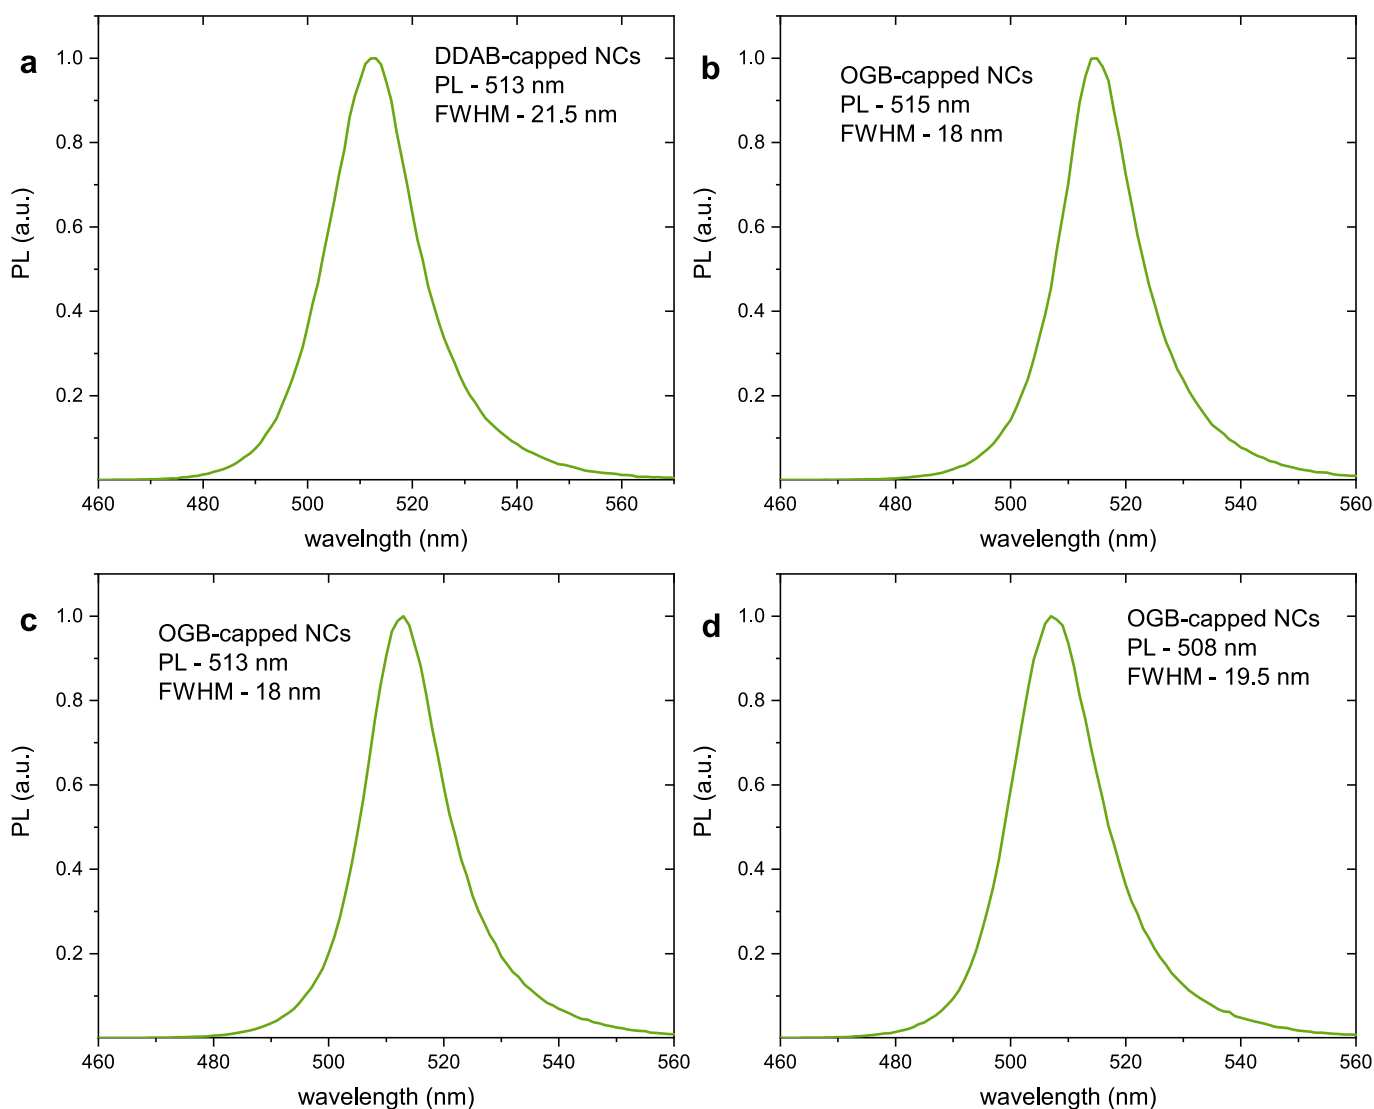 a
DDAB-capped NCs
PL - 513 nm
FWHM - 21.5 nm
PL (a.u.)
1.0
0.8
0.6
0.4
0.2
460 480 500 520 540 560
wavelngth (nm)
b
OGB-capped NCs
PL - 515 nm
FWHM - 18 nm
PL (a.u.)
1.0
0.8
0.6
0.4
0.2
460 480 500 520 540 560
wavelength (nm)
c
OGB-capped NCs
PL - 513 nm
FWHM - 18 nm
PL (a.u.)
1.0
0.8
0.6
0.4
0.2
460 480 500 520 540 560
wavelength (nm)
d
OGB-capped NCs
PL - 508 nm
FWHM - 19.5 nm
PL (a.u.)
1.0
0.8
0.6
0.4
0.2
460 480 500 520 540 560
wavelength (nm)